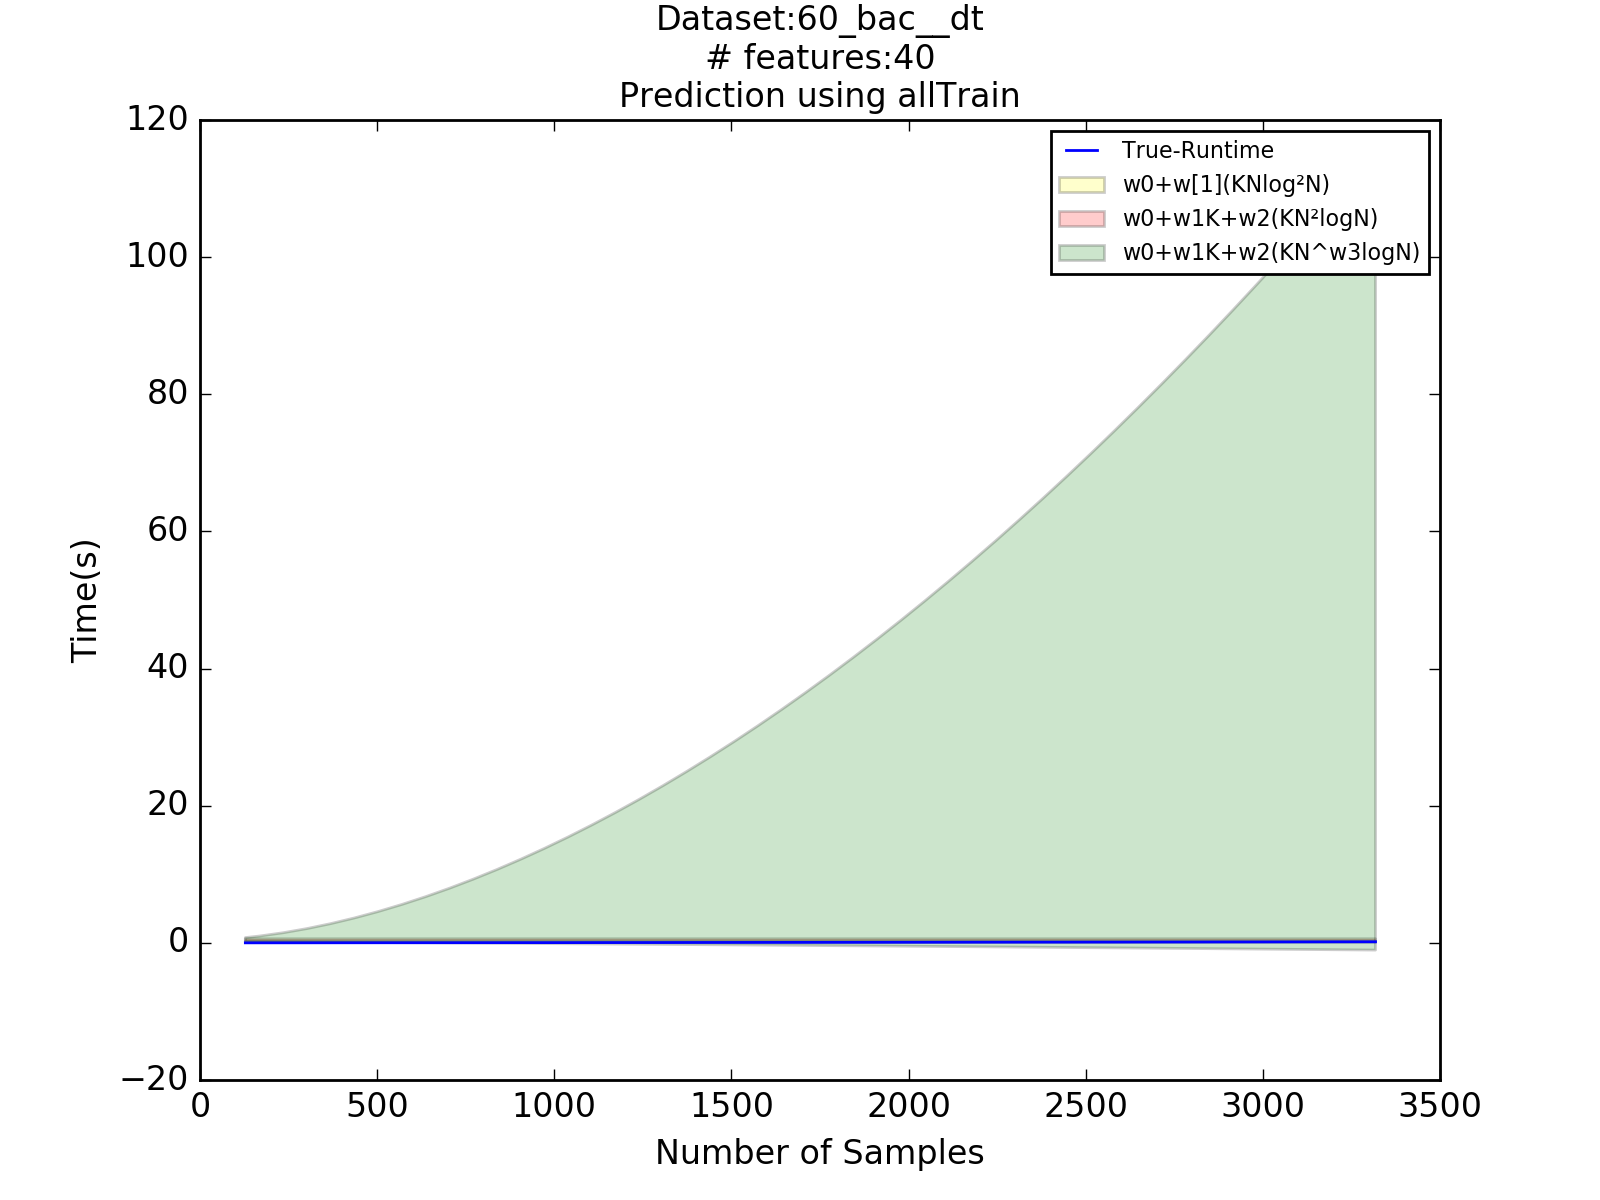 Dataset:60_bac__dt
# features:40
Prediction using allTrain
120
100
80
60
40
20
0
−20
Time(s)
True-Runtime
w0+w[1](KNlog²N)
w0+w1K+w2(KN²logN)
w0+w1K+w2(KN^w3logN)
0 500 1000 1500 2000 2500 3000 3500
Number of Samples